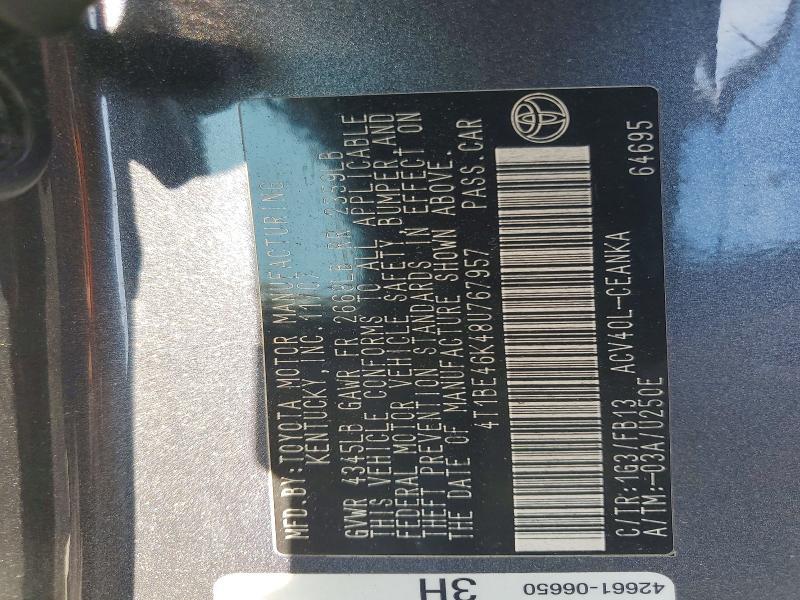 MFD.BY:TOYOTA MOTOR MANUFACTURING
KENTUCKY, INC. 11/07
GVWR 4345LB GAWR FR 2668LB RR 2359LB
THIS VEHICLE CONFORMS TO ALL APPLICABLE
FEDERAL MOTOR VEHICLE SAFETY, BUMPER AND
THEFT PREVENTION STANDARDS IN EFFECT ON
THE DATE OF MANUFACTURE SHOWN ABOVE.
4T1BE46K48U767957 PASS.CAR
C/TR:1G3/FB13 ACV40L-CEANKA
A/TM:-03A/U250E 64695
42661-06650
3H